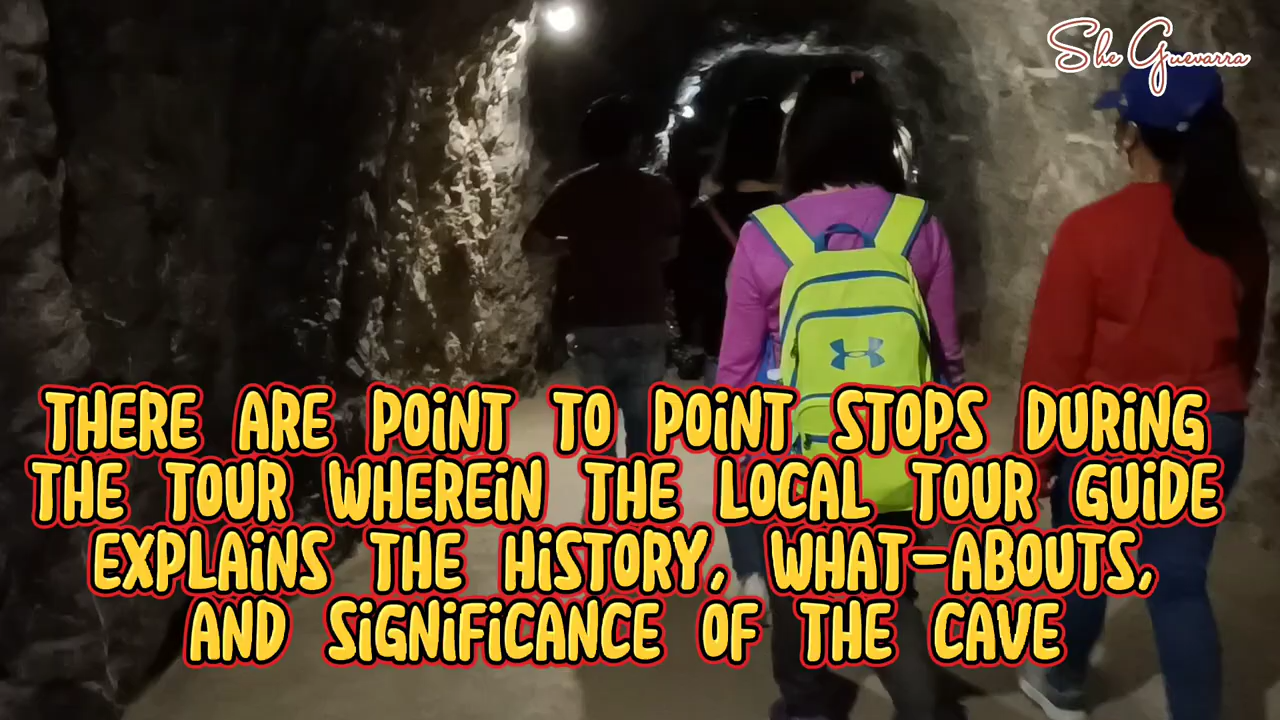 She Guevarra
THERE ARE POINT TO POINT STOPS DURING
THE TOUR WHEREIN THE LOCAL TOUR GUIDE
EXPLAINS THE HISTORY, WHAT-ABOUTS,
AND SIGNIFICANCE OF THE CAVE